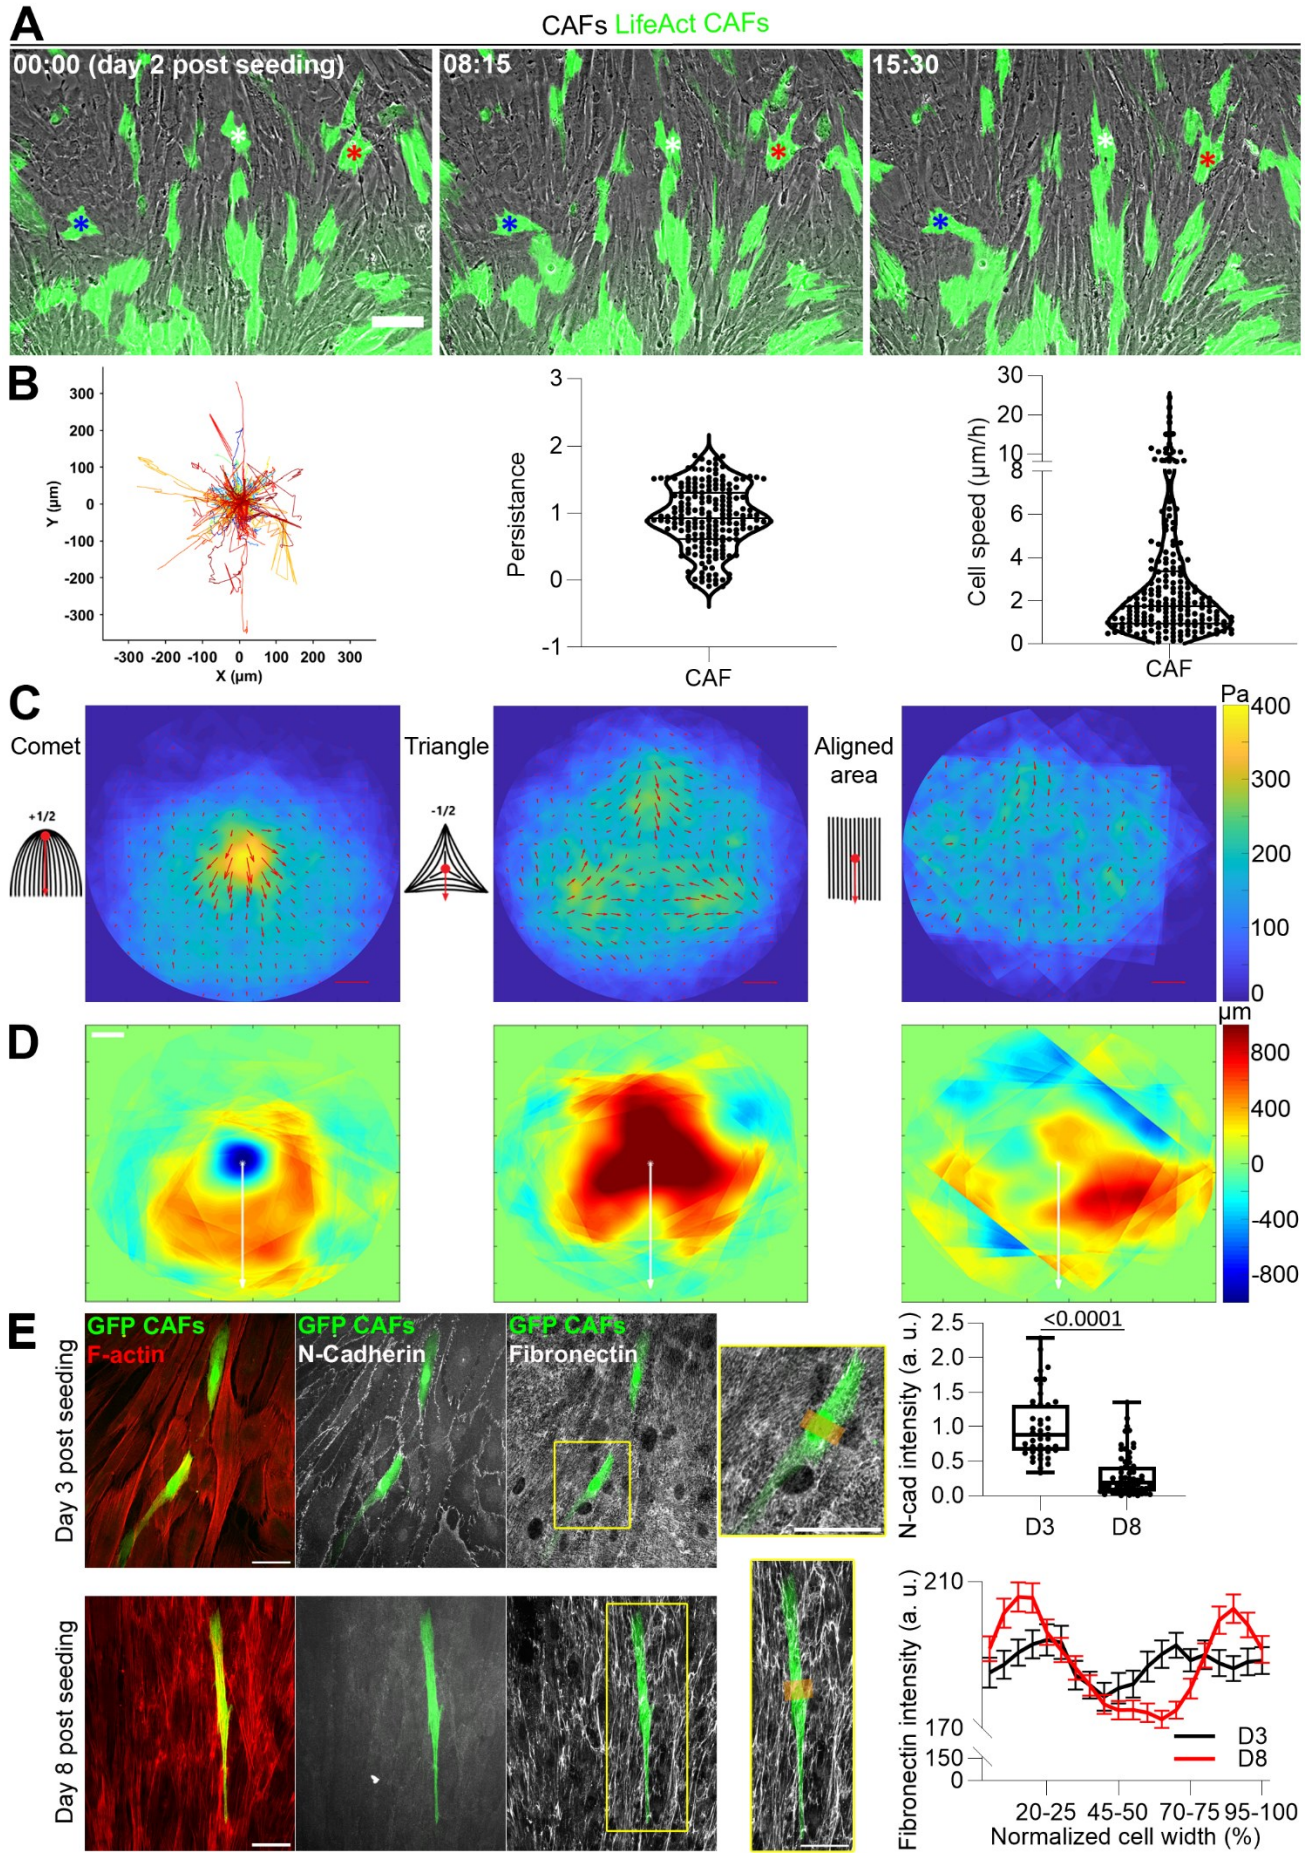 A
CAFs LifeAct CAFs
00:00 (day 2 post seeding)
08:15
15:30
*
*
*
*
*
*
*
*
*
B
300
200
100
0
-100
-200
-300
Y (µm)
-300 -200 -100 0 100 200 300
X (µm)
3
2
1
0
-1
Persistance
CAF
30
20
10
8
6
4
2
0
Cell speed (µm/h)
CAF
C
Comet
+1/2
Triangle
-1/2
Aligned
area
Pa
400
300
200
100
0
D
µm
800
400
0
-400
-800
E
Day 3 post seeding
GFP CAFs
F-actin
GFP CAFs
N-Cadherin
GFP CAFs
Fibronectin
N-cad intensity (a. u.)
2.5
2.0
1.5
1.0
0.5
0.0
<0.0001
D3
D8
Day 8 post seeding
Fibronectin intensity (a. u.)
210
170
150
0
D3
D8
20-25 45-50 70-75 95-100
Normalized cell width (%)